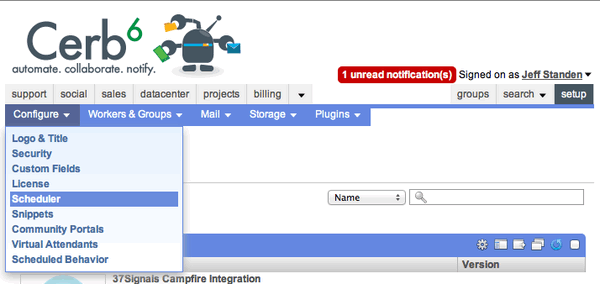 Cerb6
automate. collaborate. notify.
1 unread notification(s) Signed on as Jeff Standen
support social sales datacenter projects billing groups search setup
Configure Workers & Groups Mail Storage Plugins
Logo & Title
Security
Custom Fields
License
Scheduler
Name
Snippets
Community Portals
Virtual Attendants
Scheduled Behavior
Version
37Signals Campfire Integration